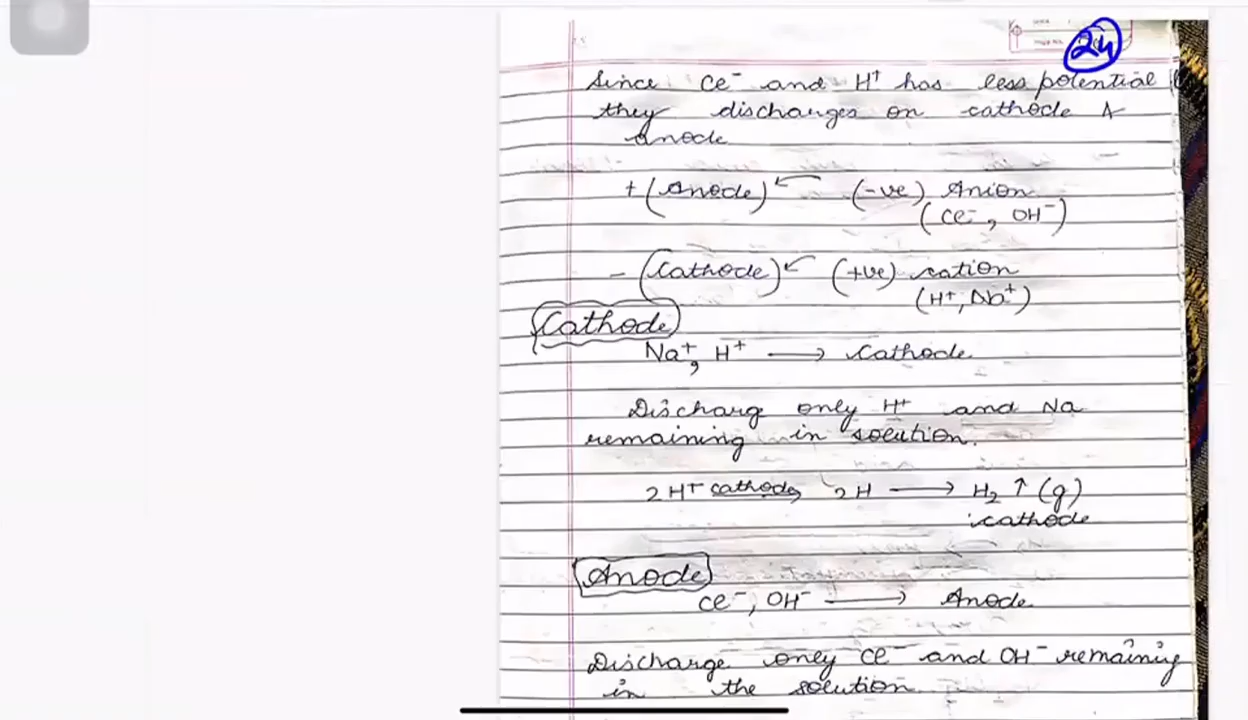 24
Since Cl⁻ and H⁺ has less potential
they discharges on cathode &
anode
+ (Anode) ← (-ve) Anion
(Cl⁻, OH⁻)
- (Cathode) ← (+ve) cation
(H⁺, Na⁺)
Cathode
Na⁺, H⁺ → Cathode
Discharg only H⁺ and Na
remaining in solution.
2H⁺ cathode, 2H → H₂ ↑ (g)
cathode
Anode
Cl⁻, OH⁻ → Anode
Discharge only Cl⁻ and OH⁻ remaining
in the solution